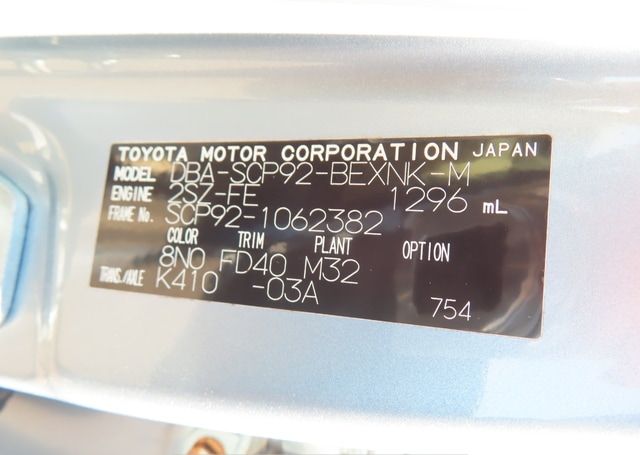 TOYOTA MOTOR CORPORATION JAPAN
MODEL DBA-SCP92-BEXNK-M
ENGINE 2SZ-FE 1296 mL
FRAME No. SCP92-1062382
COLOR TRIM PLANT OPTION
8N0 FD40 M32
TRANS./AXLE K410 -03A
754